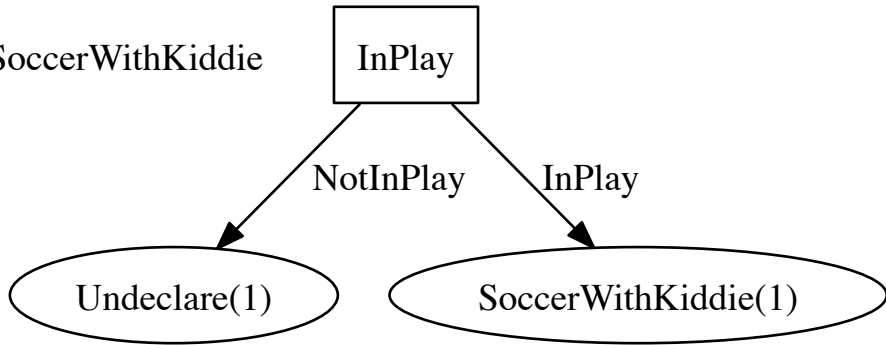 SoccerWithKiddie
InPlay
NotInPlay
InPlay
Undeclare(1)
SoccerWithKiddie(1)